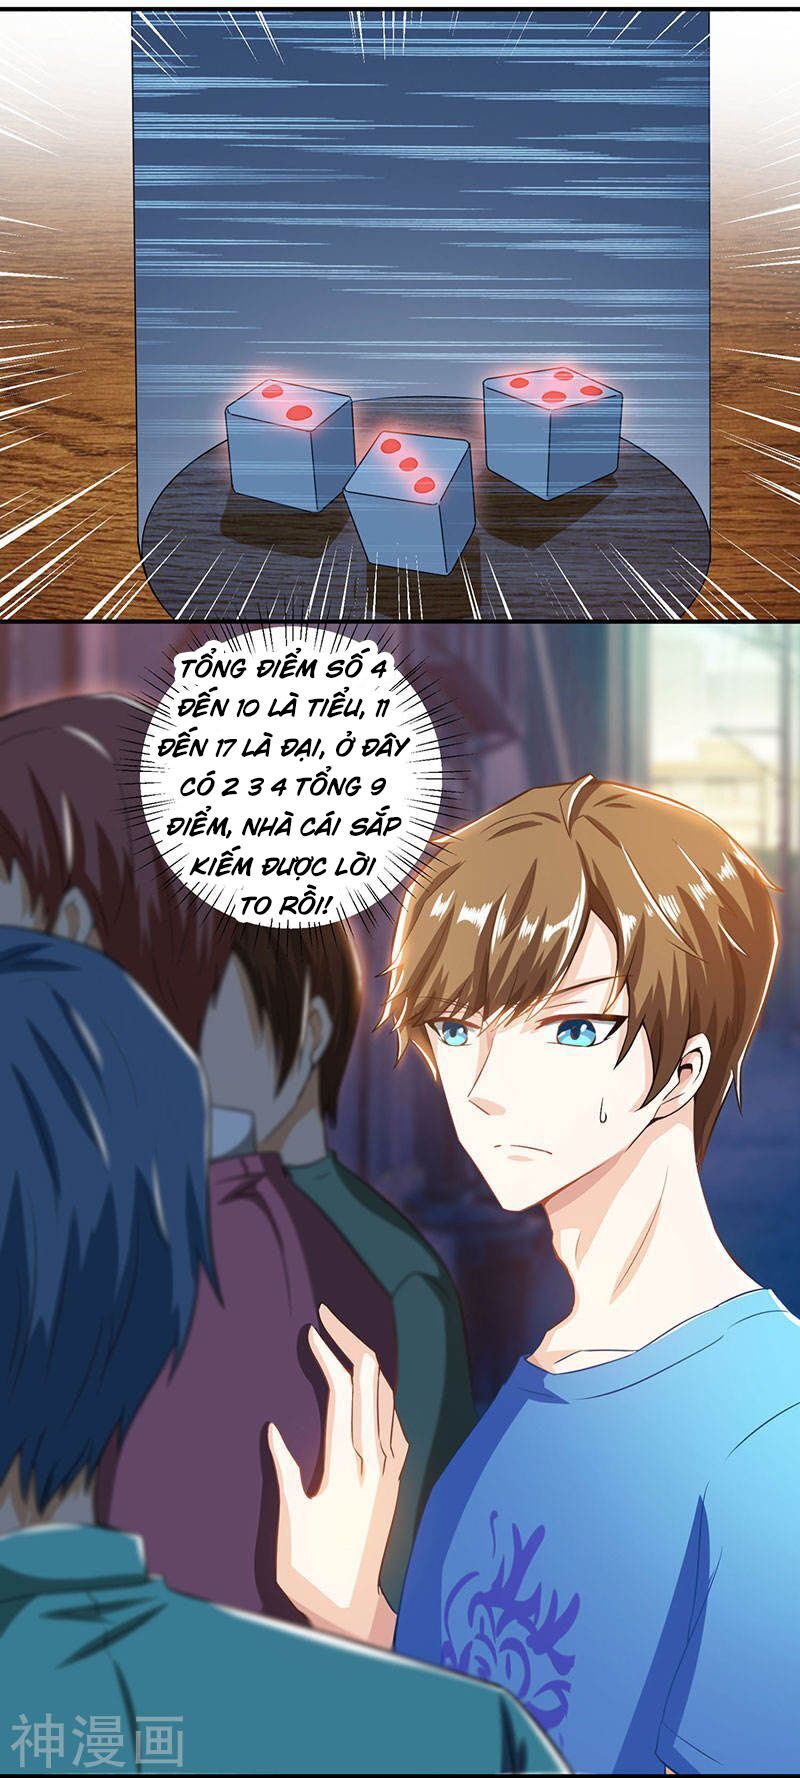 TỔNG ĐIỂM SỐ 4
ĐẾN 10 LÀ TIỂU, 11
ĐẾN 17 LÀ ĐẠI, Ở ĐÂY
CÓ 2 3 4 TỔNG 9
ĐIỂM, NHÀ CÁI SẮP
KIẾM ĐƯỢC LỜI
TO RỒI!
神漫画